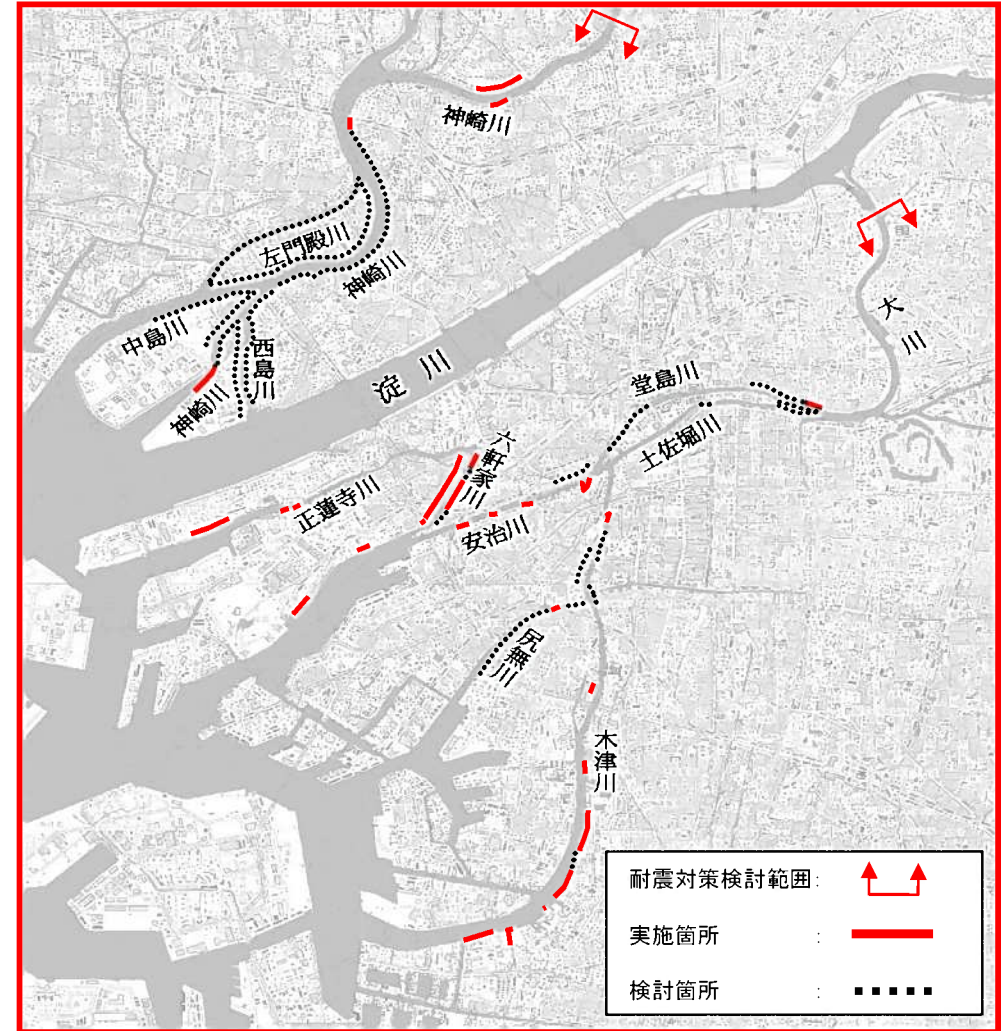 神崎川
左門殿川
神崎川
中島川
西島川
神崎川
淀川
大川
堂島川
土佐堀川
六軒家川
正蓮寺川
安治川
尻無川
木津川
耐震対策検討範囲:
実施箇所 :
検討箇所 :